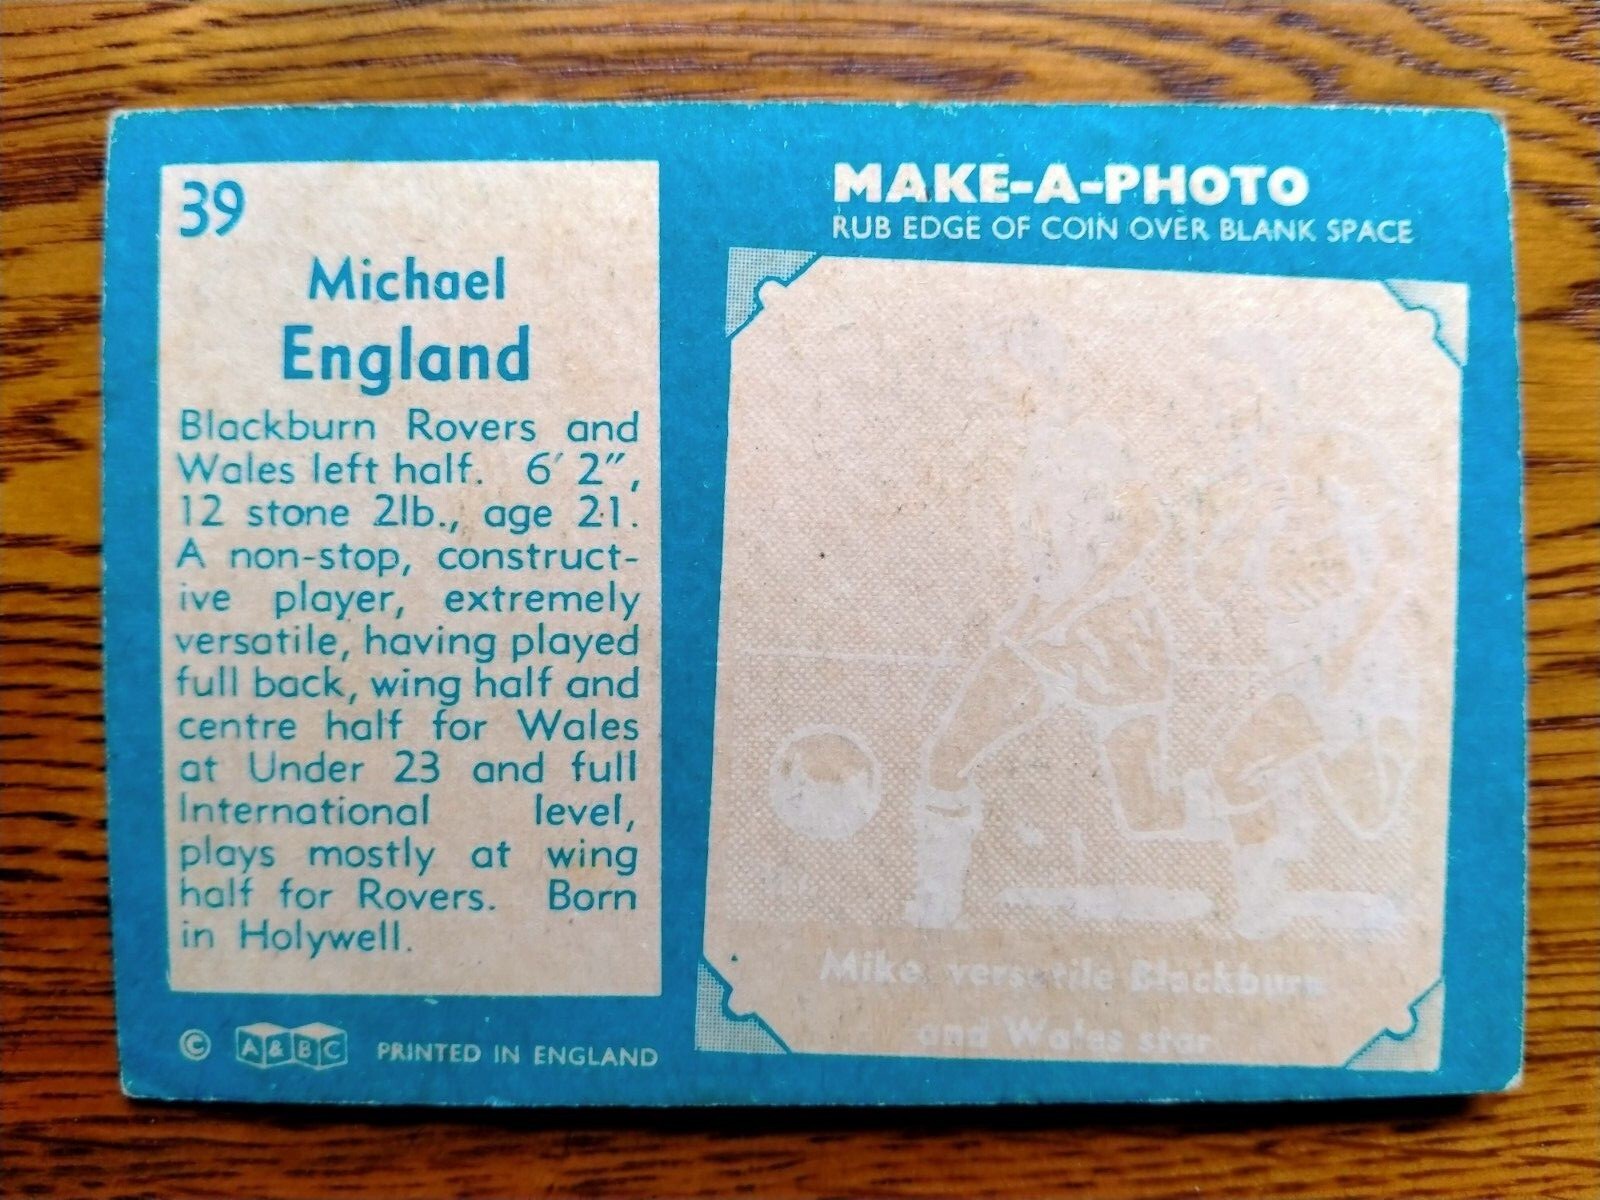 39
Michael
England
Blackburn Rovers and
Wales left half. 6′ 2″,
12 stone 2lb., age 21.
A non-stop, construct-
ive player, extremely
versatile, having played
full back, wing half and
centre half for Wales
at Under 23 and full
International level,
plays mostly at wing
half for Rovers. Born
in Holywell.
© A&BC PRINTED IN ENGLAND
MAKE-A-PHOTO
RUB EDGE OF COIN OVER BLANK SPACE
Mike, versatile Blackburn
and Wales star